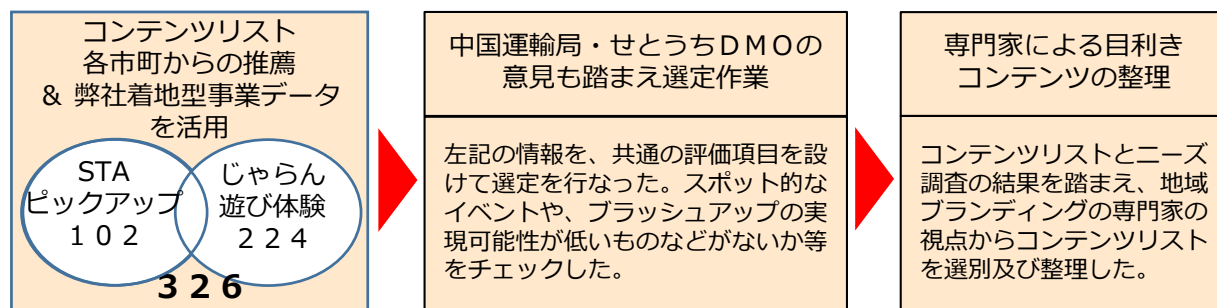 コンテンツリスト
各市町からの推薦
& 弊社着地型事業データ
を活用
STA
ピックアップ
１０２
じゃらん
遊び体験
２２４
３２６
中国運輸局・せとうちＤＭＯの
意見も踏まえ選定作業
左記の情報を、共通の評価項目を設
けて選定を行なった。スポット的な
イベントや、ブラッシュアップの実
現可能性が低いものなどがないか等
をチェックした。
専門家による目利き
コンテンツの整理
コンテンツリストとニーズ
調査の結果を踏まえ、地域
ブランディングの専門家の
視点からコンテンツリスト
を選別及び整理した。